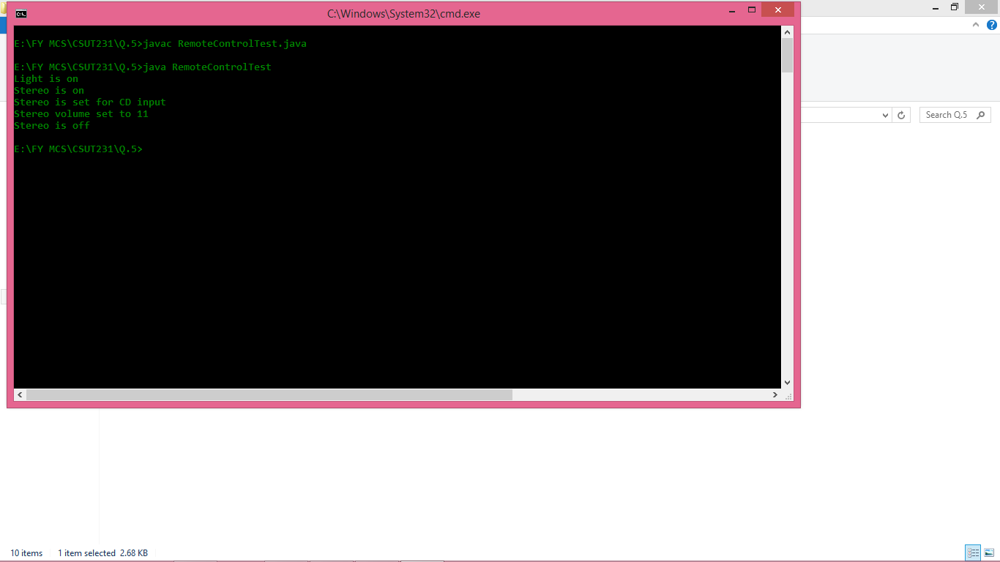 C:\Windows\System32\cmd.exe
E:\FY MCS\CSUT231\Q.5>javac RemoteControlTest.java
E:\FY MCS\CSUT231\Q.5>java RemoteControlTest
Light is on
Stereo is on
Stereo is set for CD input
Stereo volume set to 11
Stereo is off
E:\FY MCS\CSUT231\Q.5>
Search Q.5
10 items 1 item selected 2.68 KB